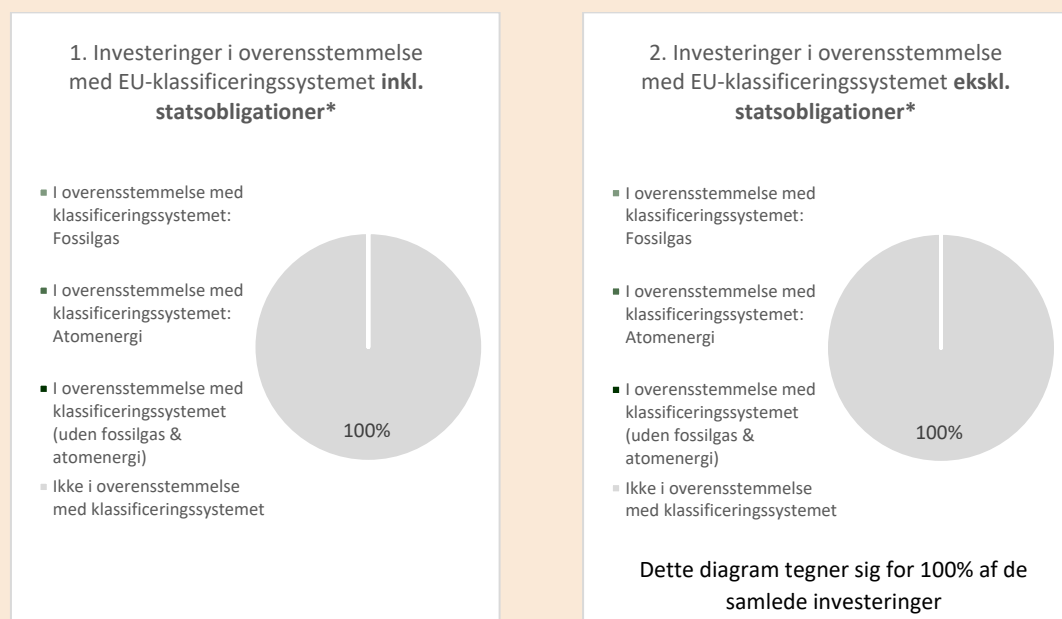 1. Investeringer i overensstemmelse
med EU-klassificeringssystemet inkl.
statsobligationer*
I overensstemmelse med
klassificeringssystemet:
Fossilgas
I overensstemmelse med
klassificeringssystemet:
Atomenergi
I overensstemmelse med
klassificeringssystemet
(uden fossilgas &
atomenergi)
Ikke i overensstemmelse
med klassificeringssystemet
100%
2. Investeringer i overensstemmelse
med EU-klassificeringssystemet ekskl.
statsobligationer*
I overensstemmelse med
klassificeringssystemet:
Fossilgas
I overensstemmelse med
klassificeringssystemet:
Atomenergi
I overensstemmelse med
klassificeringssystemet
(uden fossilgas &
atomenergi)
Ikke i overensstemmelse
med klassificeringssystemet
100%
Dette diagram tegner sig for 100% af de
samlede investeringer